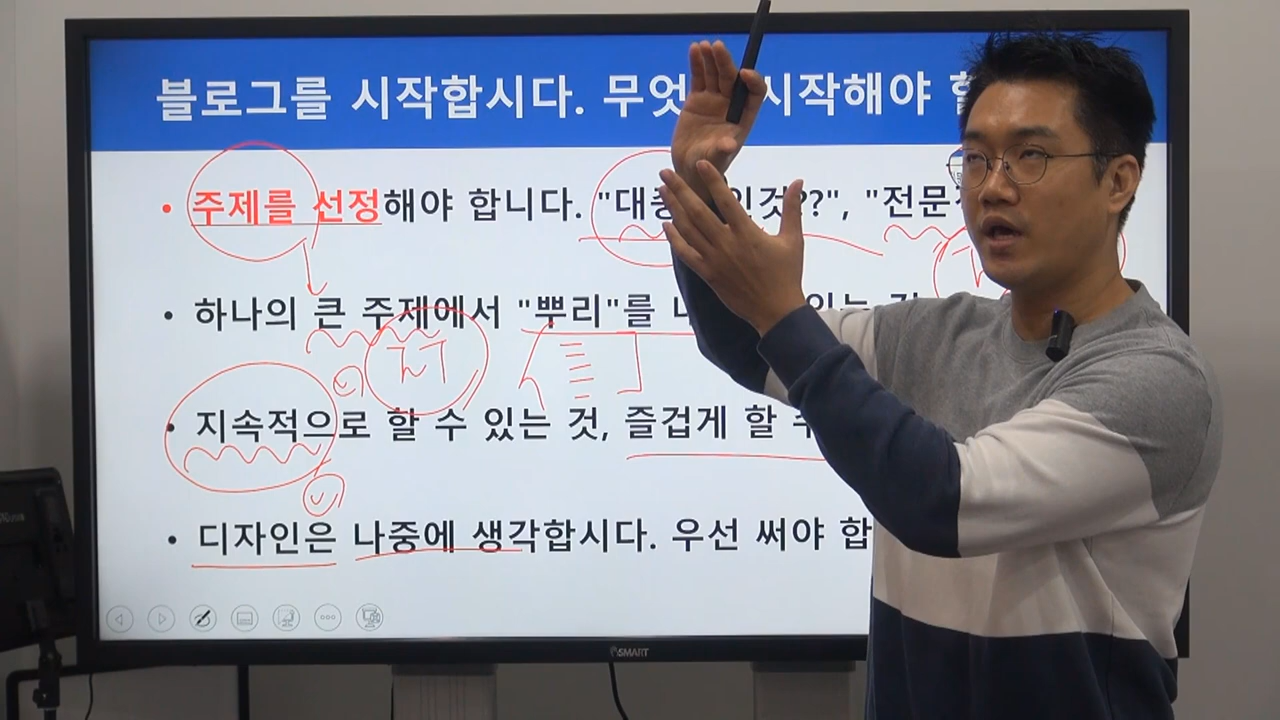 블로그를 시작합시다. 무엇 시작해야
• 주제를 선정해야 합니다. "대중 인것??", "전문
• 하나의 큰 주제에서 "뿌리"를 있는
• 지속적으로 할 수 있는 것, 즐겁게 할 수
• 디자인은 나중에 생각합시다. 우선 써야 합
SMART